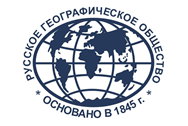 РУССКОЕ ГЕОГРАФИЧЕСКОЕ ОБЩЕСТВО
* ОСНОВАНО В 1845 г. *